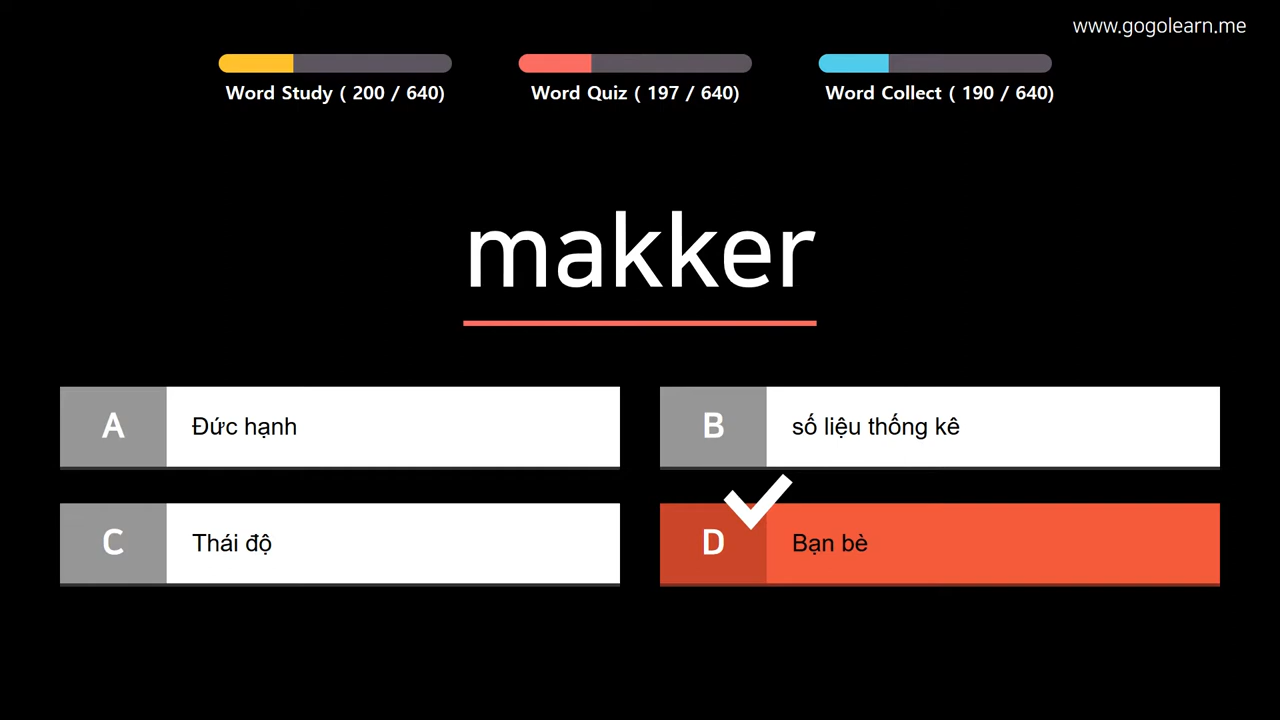 www.gogolearn.me
Word Study ( 200 / 640)
Word Quiz ( 197 / 640)
Word Collect ( 190 / 640)
makker
A Đức hạnh
B số liệu thống kê
C Thái độ
D Bạn bè